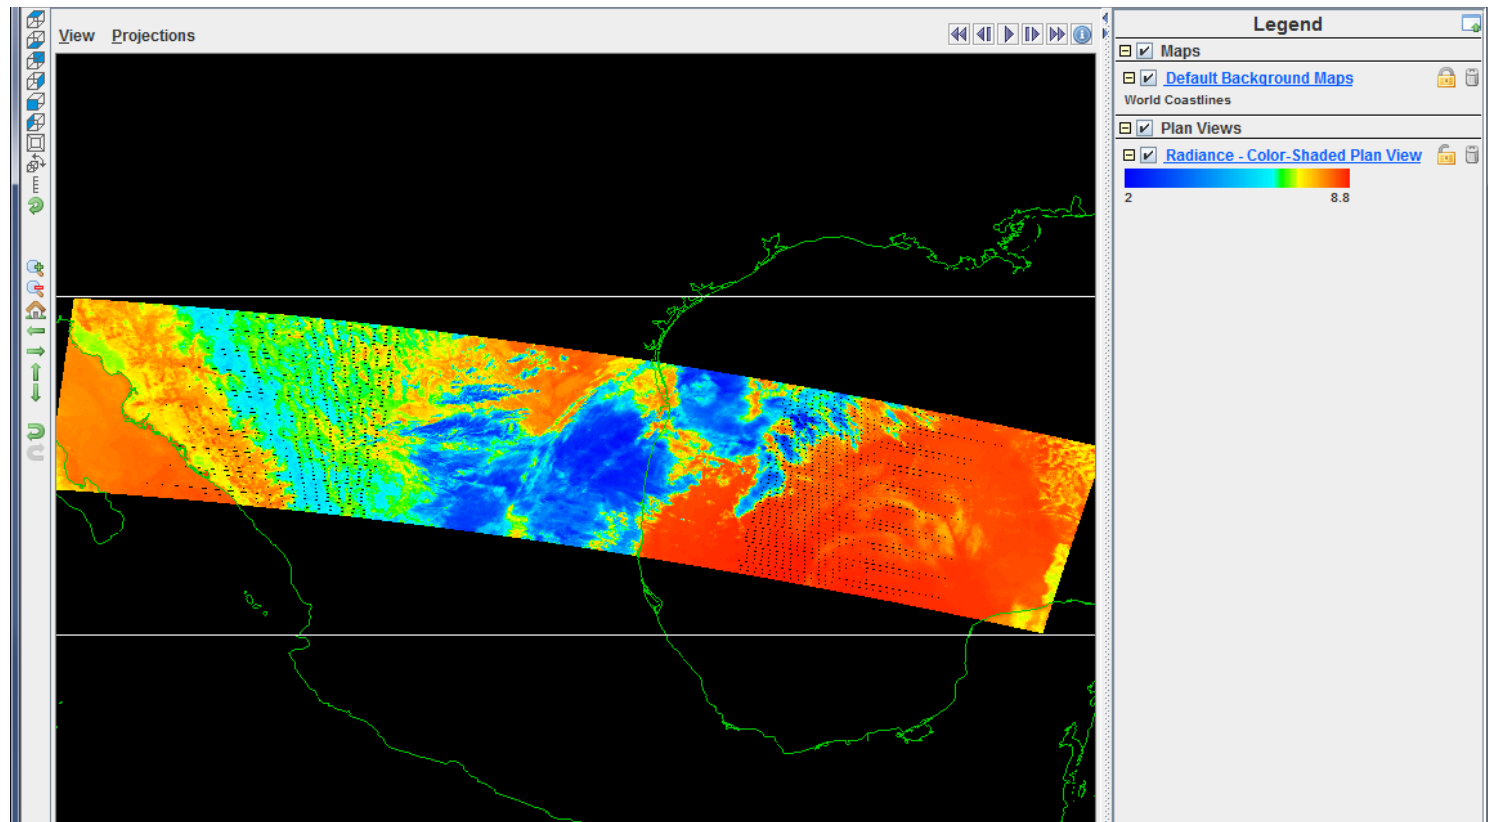 View Projections
Legend
Maps
Default Background Maps
World Coastlines
Plan Views
Radiance - Color-Shaded Plan View
2 8.8